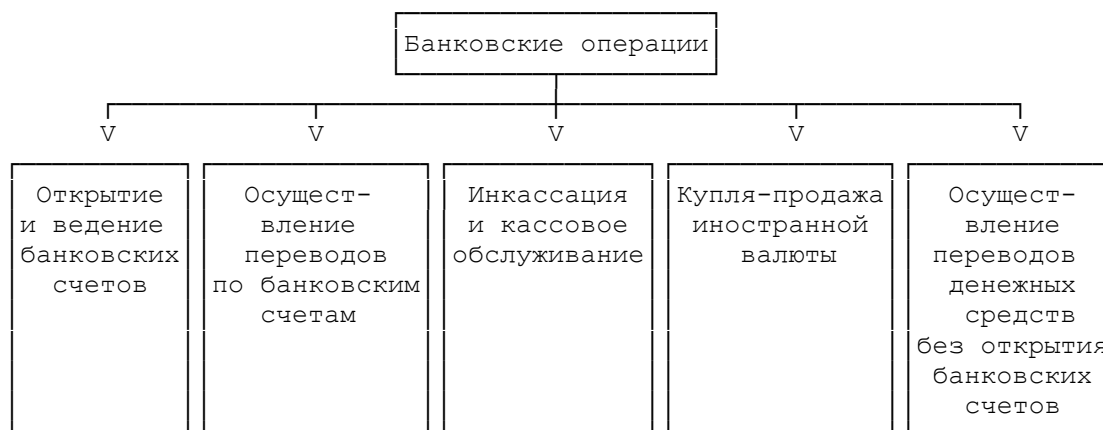 Банковские операции
V V V V V
Открытие
и ведение
банковских
счетов
Осущест-
вление
переводов
по банковским
счетам
Инкассация
и кассовое
обслуживание
Купля-продажа
иностранной
валюты
Осущест-
вление
переводов
денежных
средств
без открытия
банковских
счетов